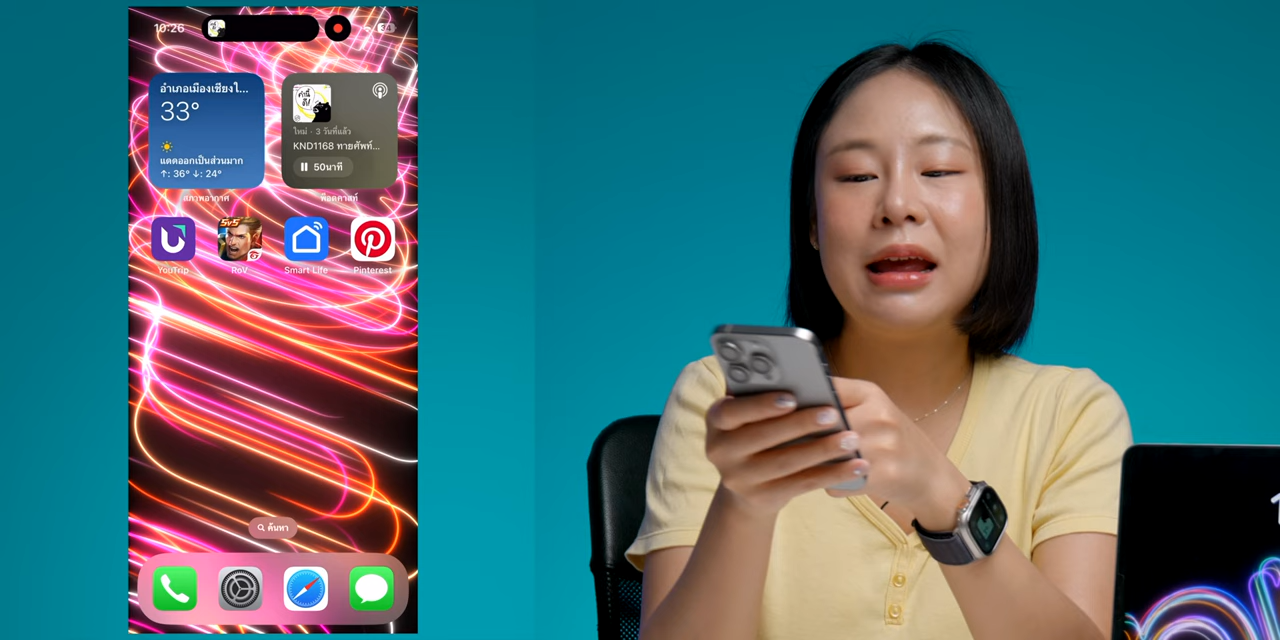 10:26
อำเภอเมืองเชียงใ...
33°
แดดออกเป็นส่วนมาก
↑: 36° ↓: 24°
สภาพอากาศ
ใหม่ · 3 วันที่แล้ว
KND1168 ทายศัพท์...
50นาที
พ็อดคาสท์
YouTrip
5v5
RoV
Smart Life
Pinterest
ค้นหา